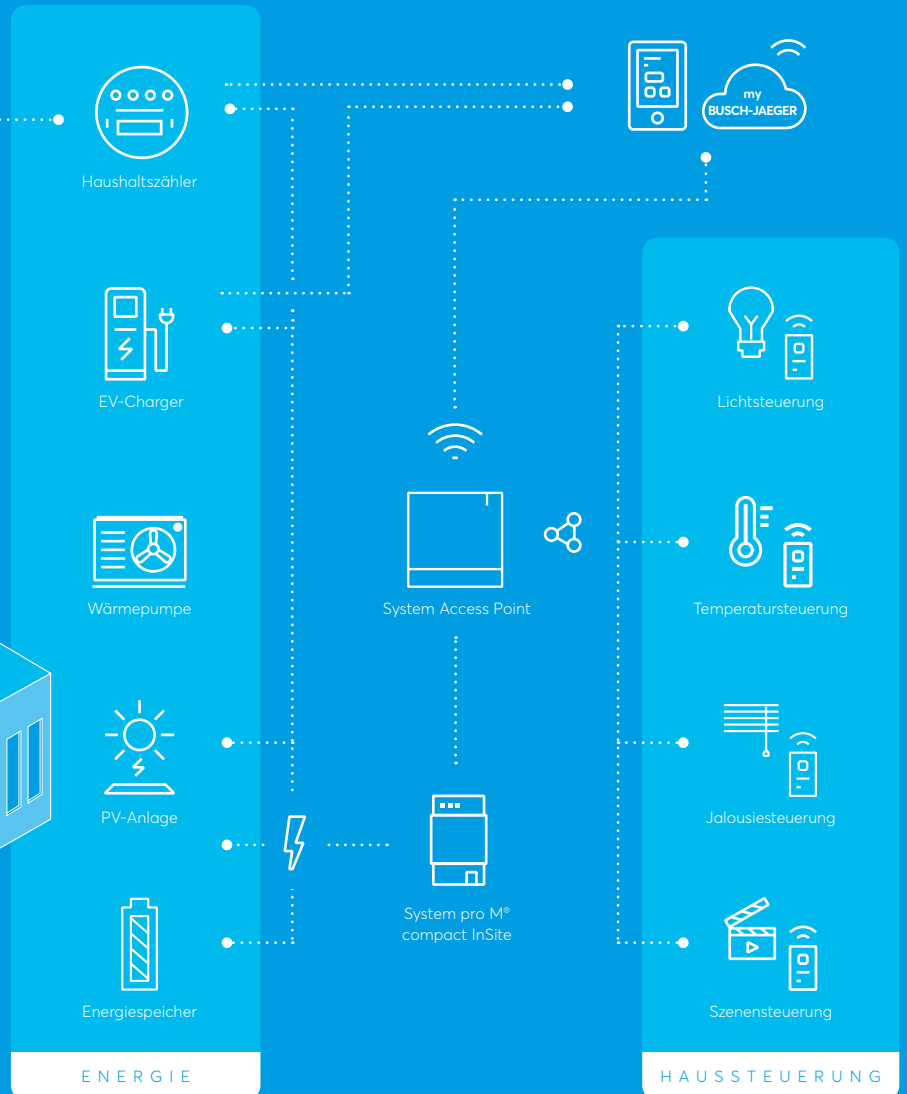 Haushaltszähler
EV-Charger
Wärmepumpe
PV-Anlage
Energiespeicher
ENERGIE
my
BUSCH-JAEGER
System Access Point
System pro M®
compact InSite
Lichtsteuerung
Temperatursteuerung
Jalousiesteuerung
Szenensteuerung
HAUSSTEUERUNG